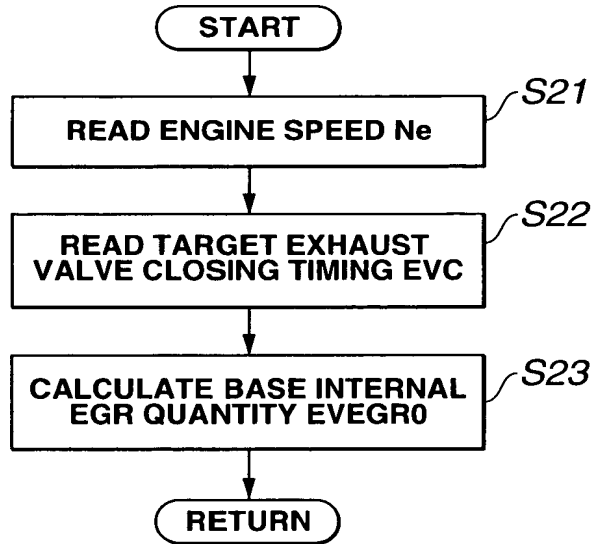 START
READ ENGINE SPEED Ne
S21
READ TARGET EXHAUST
VALVE CLOSING TIMING EVC
S22
CALCULATE BASE INTERNAL
EGR QUANTITY EVEGR0
S23
RETURN